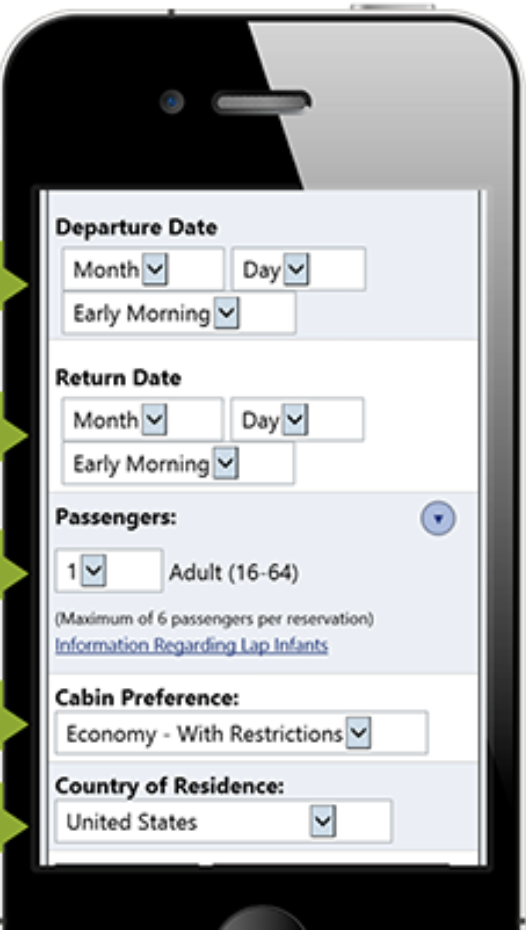 Departure Date
Month Day
Early Morning
Return Date
Month Day
Early Morning
Passengers:
1 Adult (16-64)
(Maximum of 6 passengers per reservation)
Information Regarding Lap Infants
Cabin Preference:
Economy - With Restrictions
Country of Residence:
United States